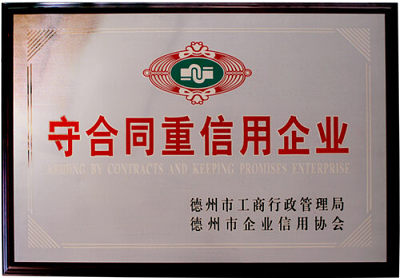 守合同重信用企业
ABIDING BY CONTRACTS AND KEEPING PROMISES ENTERPRISE
德州市工商行政管理局
德州市企业信用协会